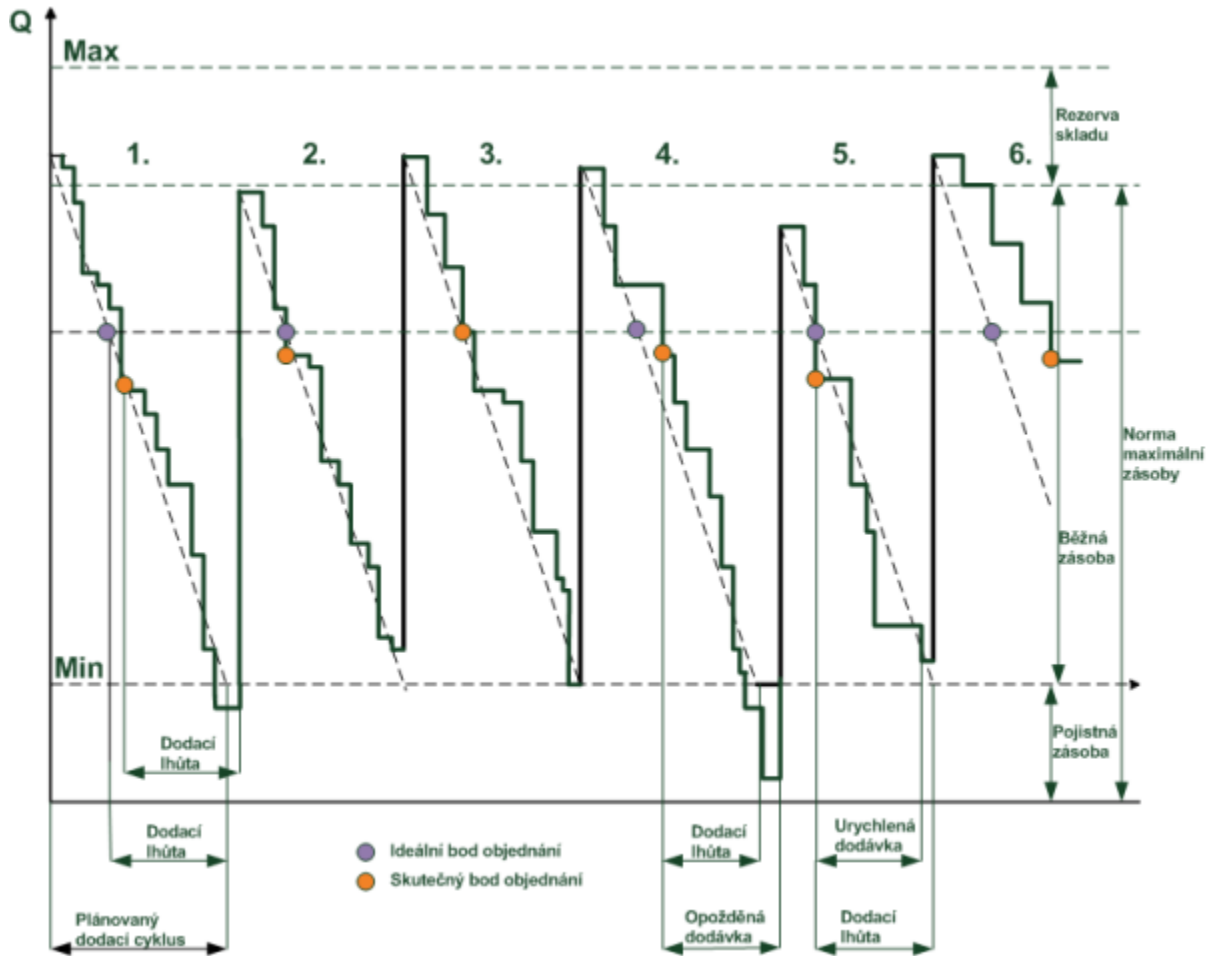 Q
Max
Rezerva
skladu
1.
2.
3.
4.
5.
6.
Norma
maximální
zásoby
Běžná
zásoba
Min
Pojistná
zásoba
Dodací
lhůta
Dodací
lhůta
Ideální bod objednání
Skutečný bod objednání
Dodací
lhůta
Urychlená
dodávka
Plánovaný
dodací cyklus
Opožděná
dodávka
Dodací
lhůta